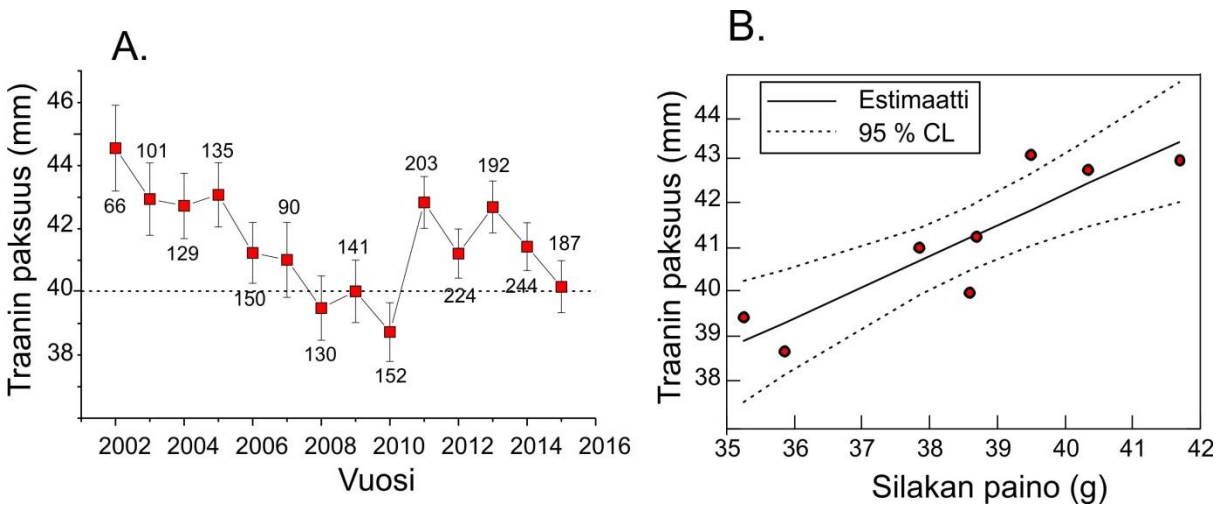 A.
Traanin paksuus (mm)
46
44
42
40
38
66
101
129
135
150
90
130
141
152
203
224
192
244
187
2002 2004 2006 2008 2010 2012 2014 2016
Vuosi
B.
Traanin paksuus (mm)
44
43
42
41
40
39
38
Estimaatti
95 % CL
35 36 37 38 39 40 41 42
Silakan paino (g)